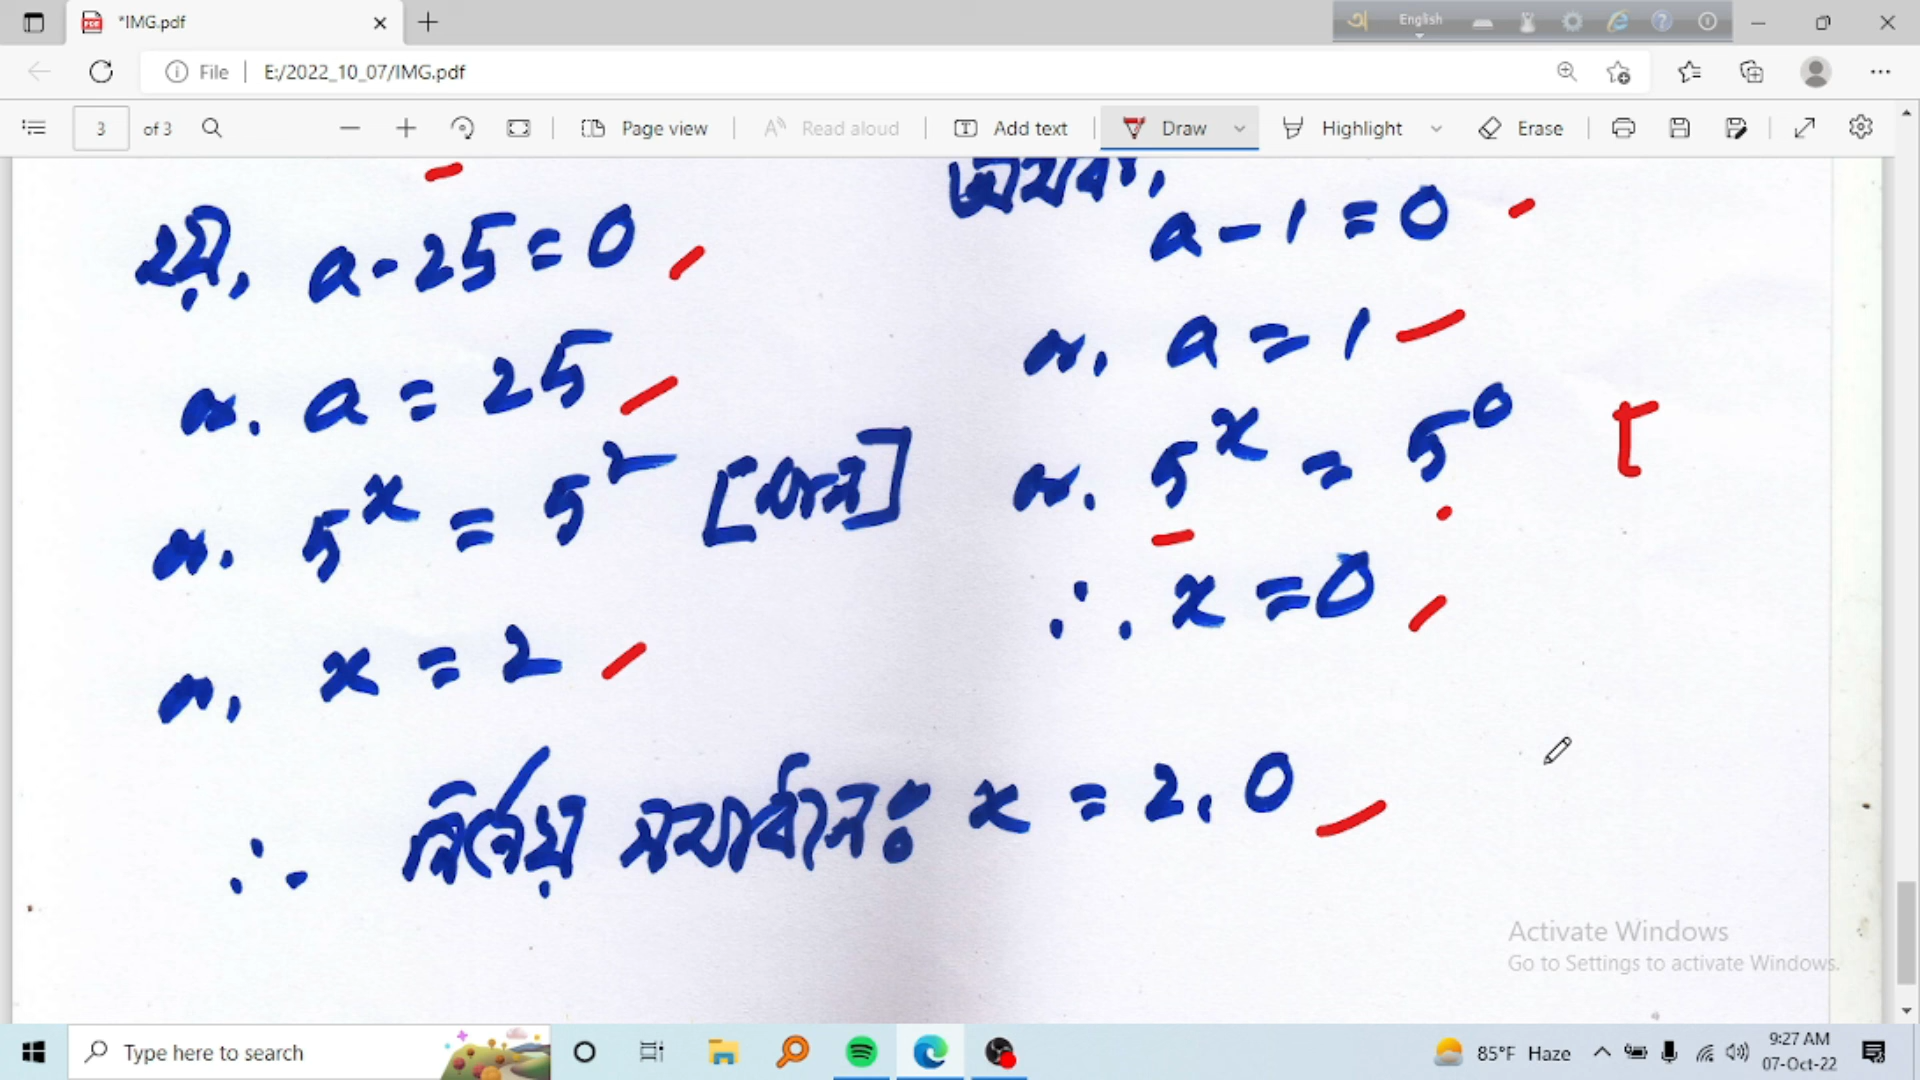 *IMG.pdf
English
File E:/2022_10_07/IMG.pdf
3 of 3 Page view Read aloud Add text Draw Highlight Erase
হয়, a - 25 = 0
বা, a = 25
বা, 5^x = 5^2
বা, x = 2
অথবা,
a - 1 = 0
বা, a = 1
বা, 5^x = 5^0 [
∴ x = 0
∴ নির্ণেয় সমাধান: x = 2, 0
Activate Windows
Go to Settings to activate Windows.
Type here to search
85°F Haze
9:27 AM
07-Oct-22